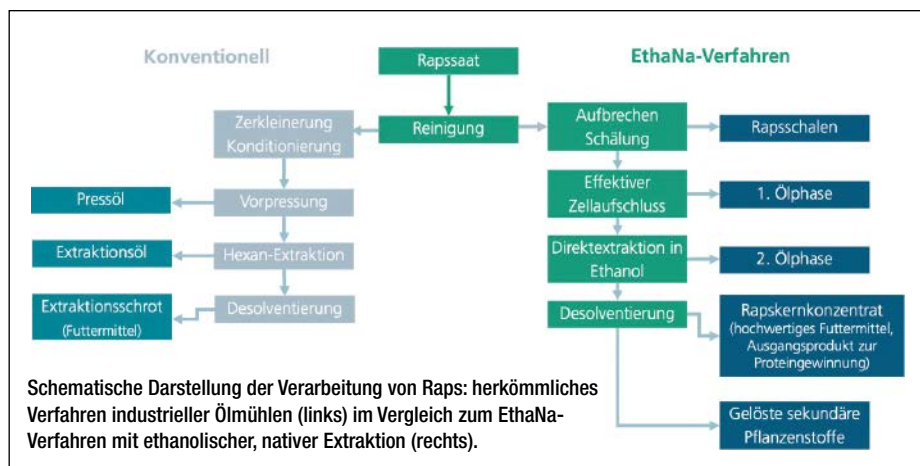 Konventionell
EthaNa-Verfahren
Rapssaat
Reinigung
Zerkleinerung
Konditionierung
Vorpressung
Pressöl
Hexan-Extraktion
Extraktionsöl
Desolventierung
Extraktionsschrot
(Futtermittel)
Aufbrechen
Schälung
Rapsschalen
Effektiver
Zellaufschluss
1. Ölphase
Direktextraktion in
Ethanol
2. Ölphase
Desolventierung
Rapskernkonzentrat
(hochwertiges Futtermittel,
Ausgangsprodukt zur
Proteingewinnung)
Gelöste sekundäre
Pflanzenstoffe
Schematische Darstellung der Verarbeitung von Raps: herkömmliches
Verfahren industrieller Ölmühlen (links) im Vergleich zum EthaNa-
Verfahren mit ethanolischer, nativer Extraktion (rechts).